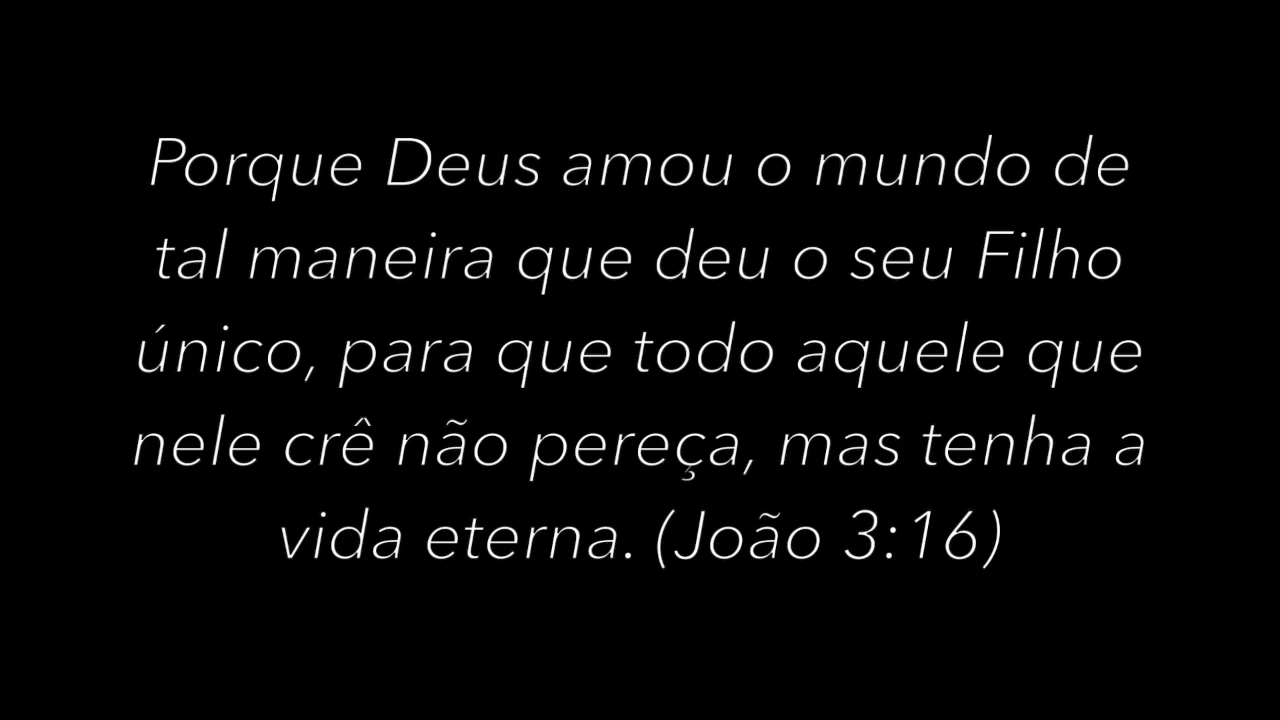 Porque Deus amou o mundo de
tal maneira que deu o seu Filho
único, para que todo aquele que
nele crê não pereça, mas tenha a
vida eterna. (João 3:16)